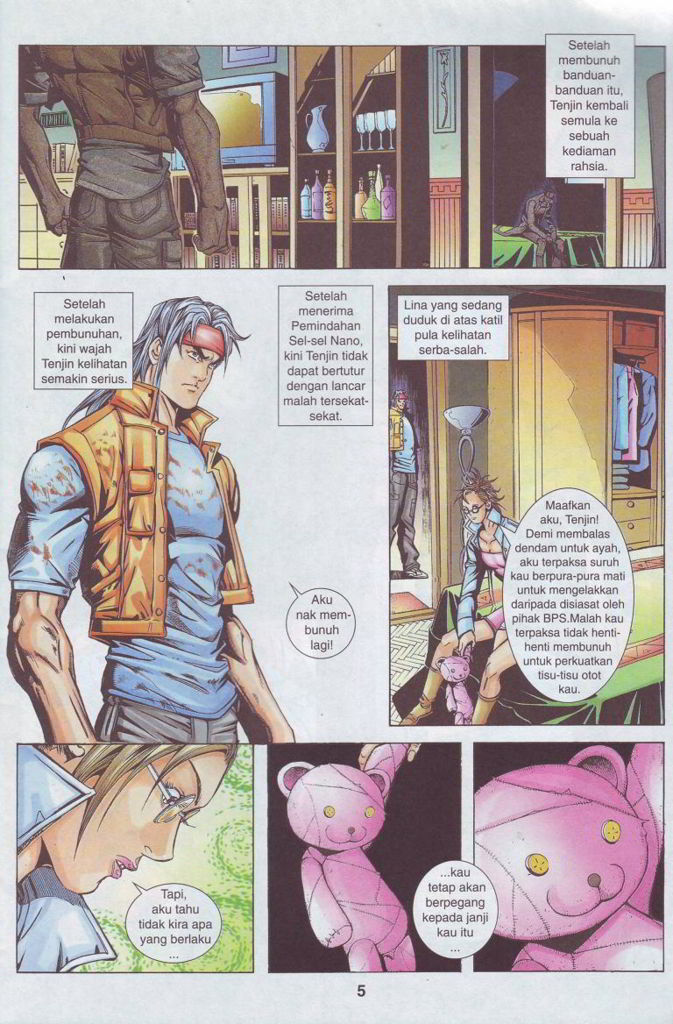 Setelah
membunuh
banduan-
banduan itu,
Tenjin kembali
semula ke
sebuah
kediaman
rahsia.
Setelah
melakukan
pembunuhan,
kini wajah
Tenjin kelihatan
semakin serius.
Setelah
menerima
Pemindahan
Sel-sel Nano,
kini Tenjin tidak
dapat bertutur
dengan lancar
malah tersekat-
sekat.
Aku
nak mem-
bunuh
lagi!
Lina yang sedang
duduk di atas katil
pula kelihatan
serba-salah.
Maafkan
aku, Tenjin!
Demi membalas
dendam untuk ayah,
aku terpaksa suruh
kau berpura-pura mati
untuk mengelakkan
daripada disiasat oleh
pihak BPS.Malah kau
terpaksa tidak henti-
henti membunuh
untuk perkuatkan
tisu-tisu otot
kau.
Tapi,
aku tahu
tidak kira apa
yang berlaku
...
...kau
tetap akan
berpegang
kepada janji
kau itu
...
5